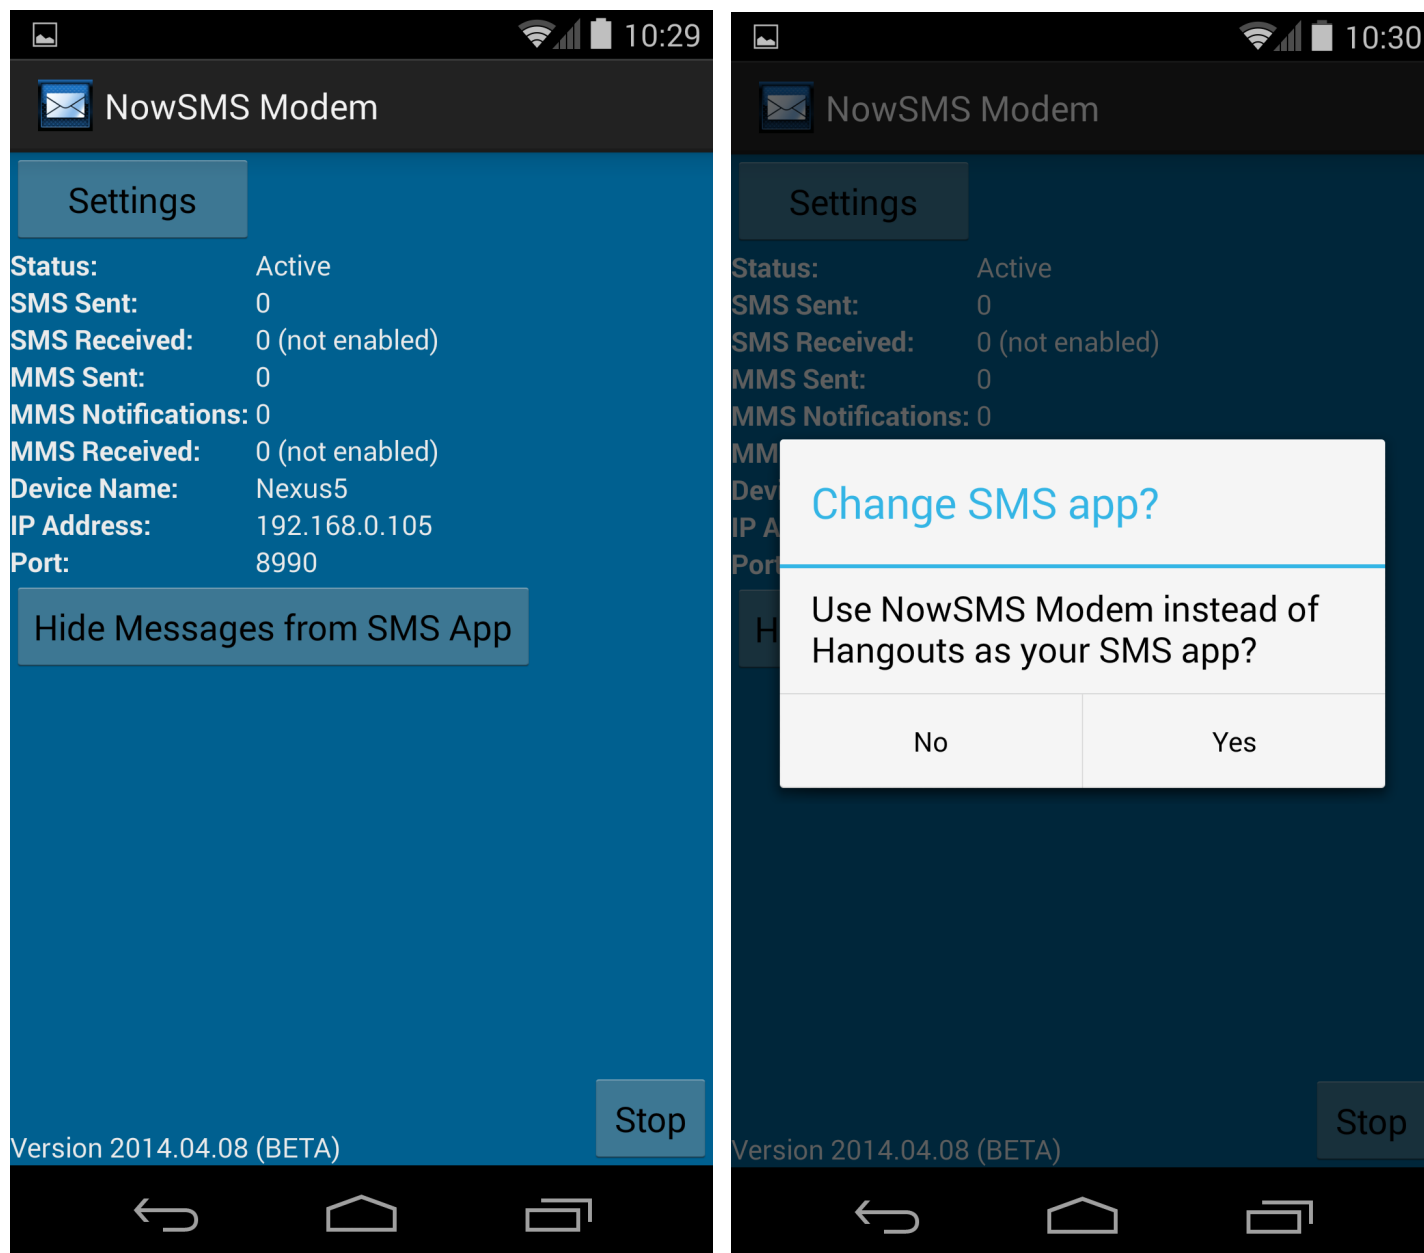 10:29
NowSMS Modem
Settings
Status: Active
SMS Sent: 0
SMS Received: 0 (not enabled)
MMS Sent: 0
MMS Notifications: 0
MMS Received: 0 (not enabled)
Device Name: Nexus5
IP Address: 192.168.0.105
Port: 8990
Hide Messages from SMS App
Stop
Version 2014.04.08 (BETA)
10:30
NowSMS Modem
Settings
Status: Active
SMS Sent: 0
SMS Received: 0 (not enabled)
MMS Sent: 0
MMS Notifications: 0
MM
Devi
IP A
Port
H
Change SMS app?
Use NowSMS Modem instead of
Hangouts as your SMS app?
No Yes
Stop
Version 2014.04.08 (BETA)